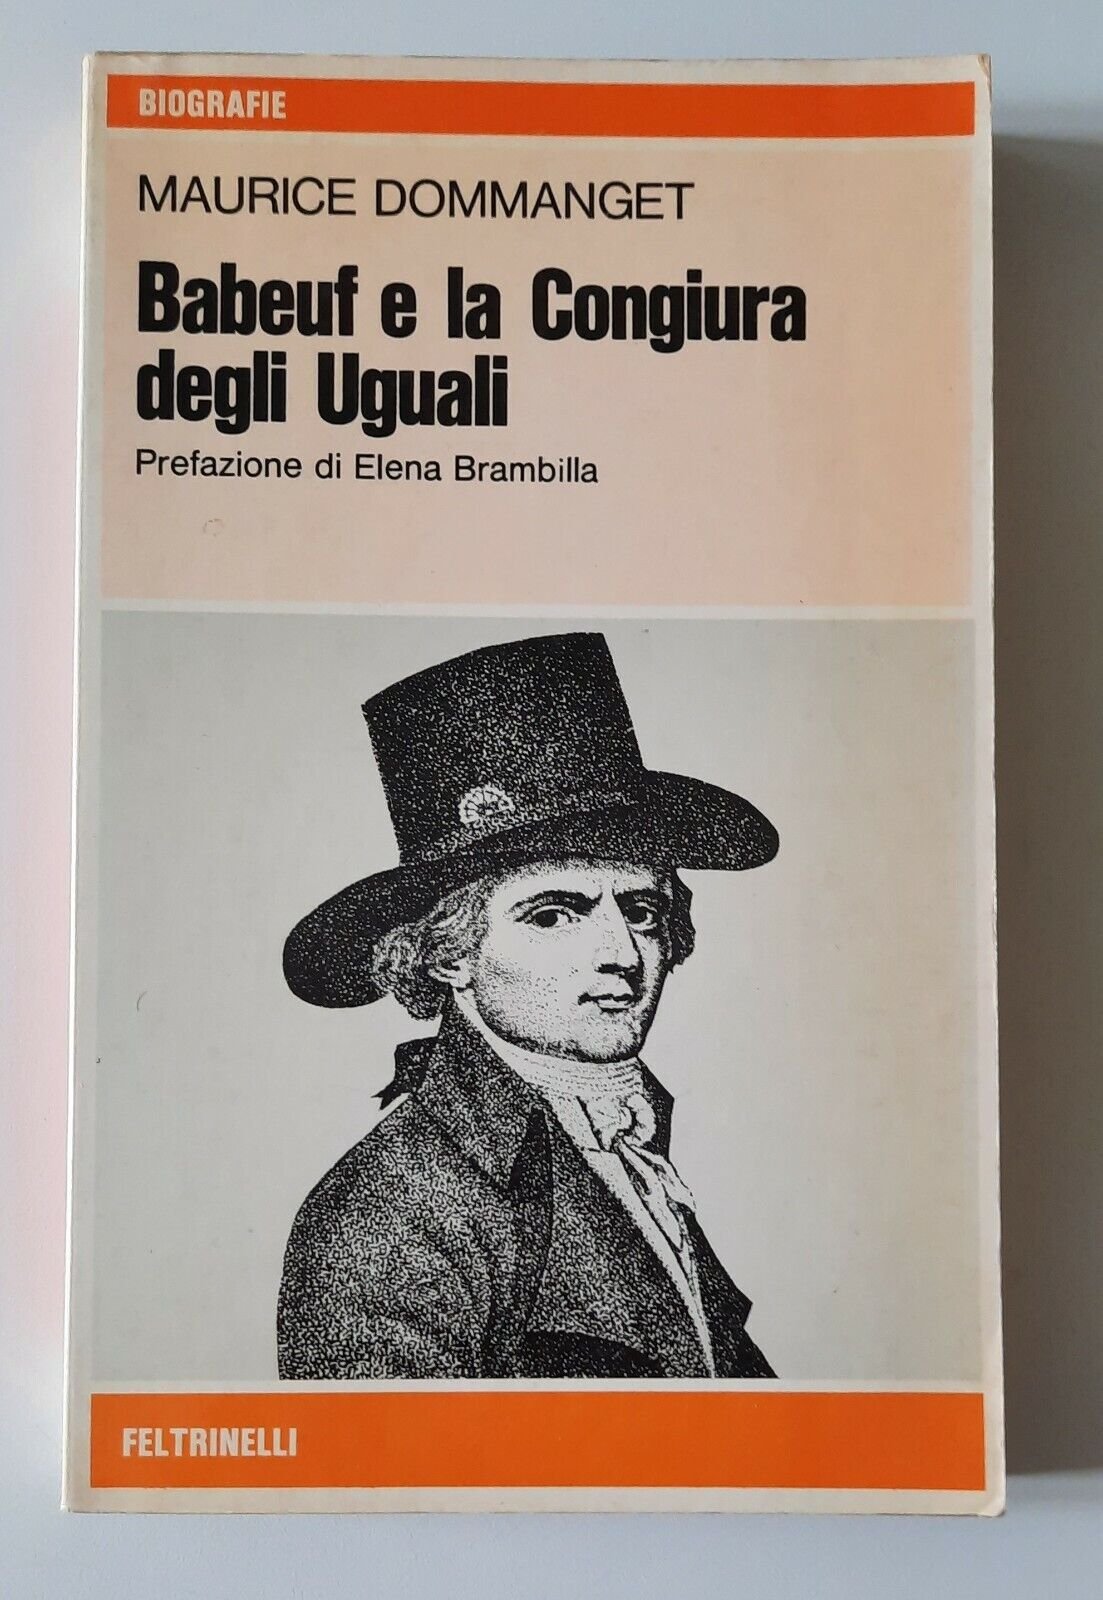 BIOGRAFIE
MAURICE DOMMANGET
Babeuf e la Congiura
degli Uguali
Prefazione di Elena Brambilla
FELTRINELLI